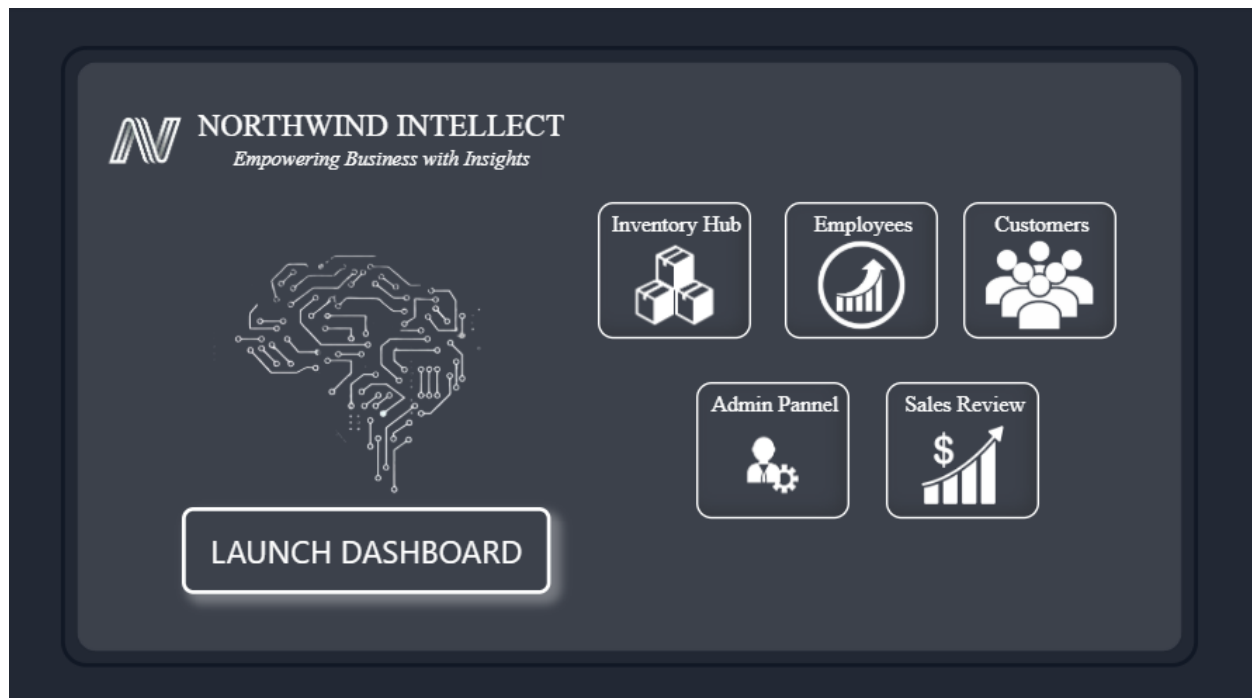 NORTHWIND INTELLECT
Empowering Business with Insights
Inventory Hub
Employees
Customers
Admin Pannel
Sales Review
$
LAUNCH DASHBOARD